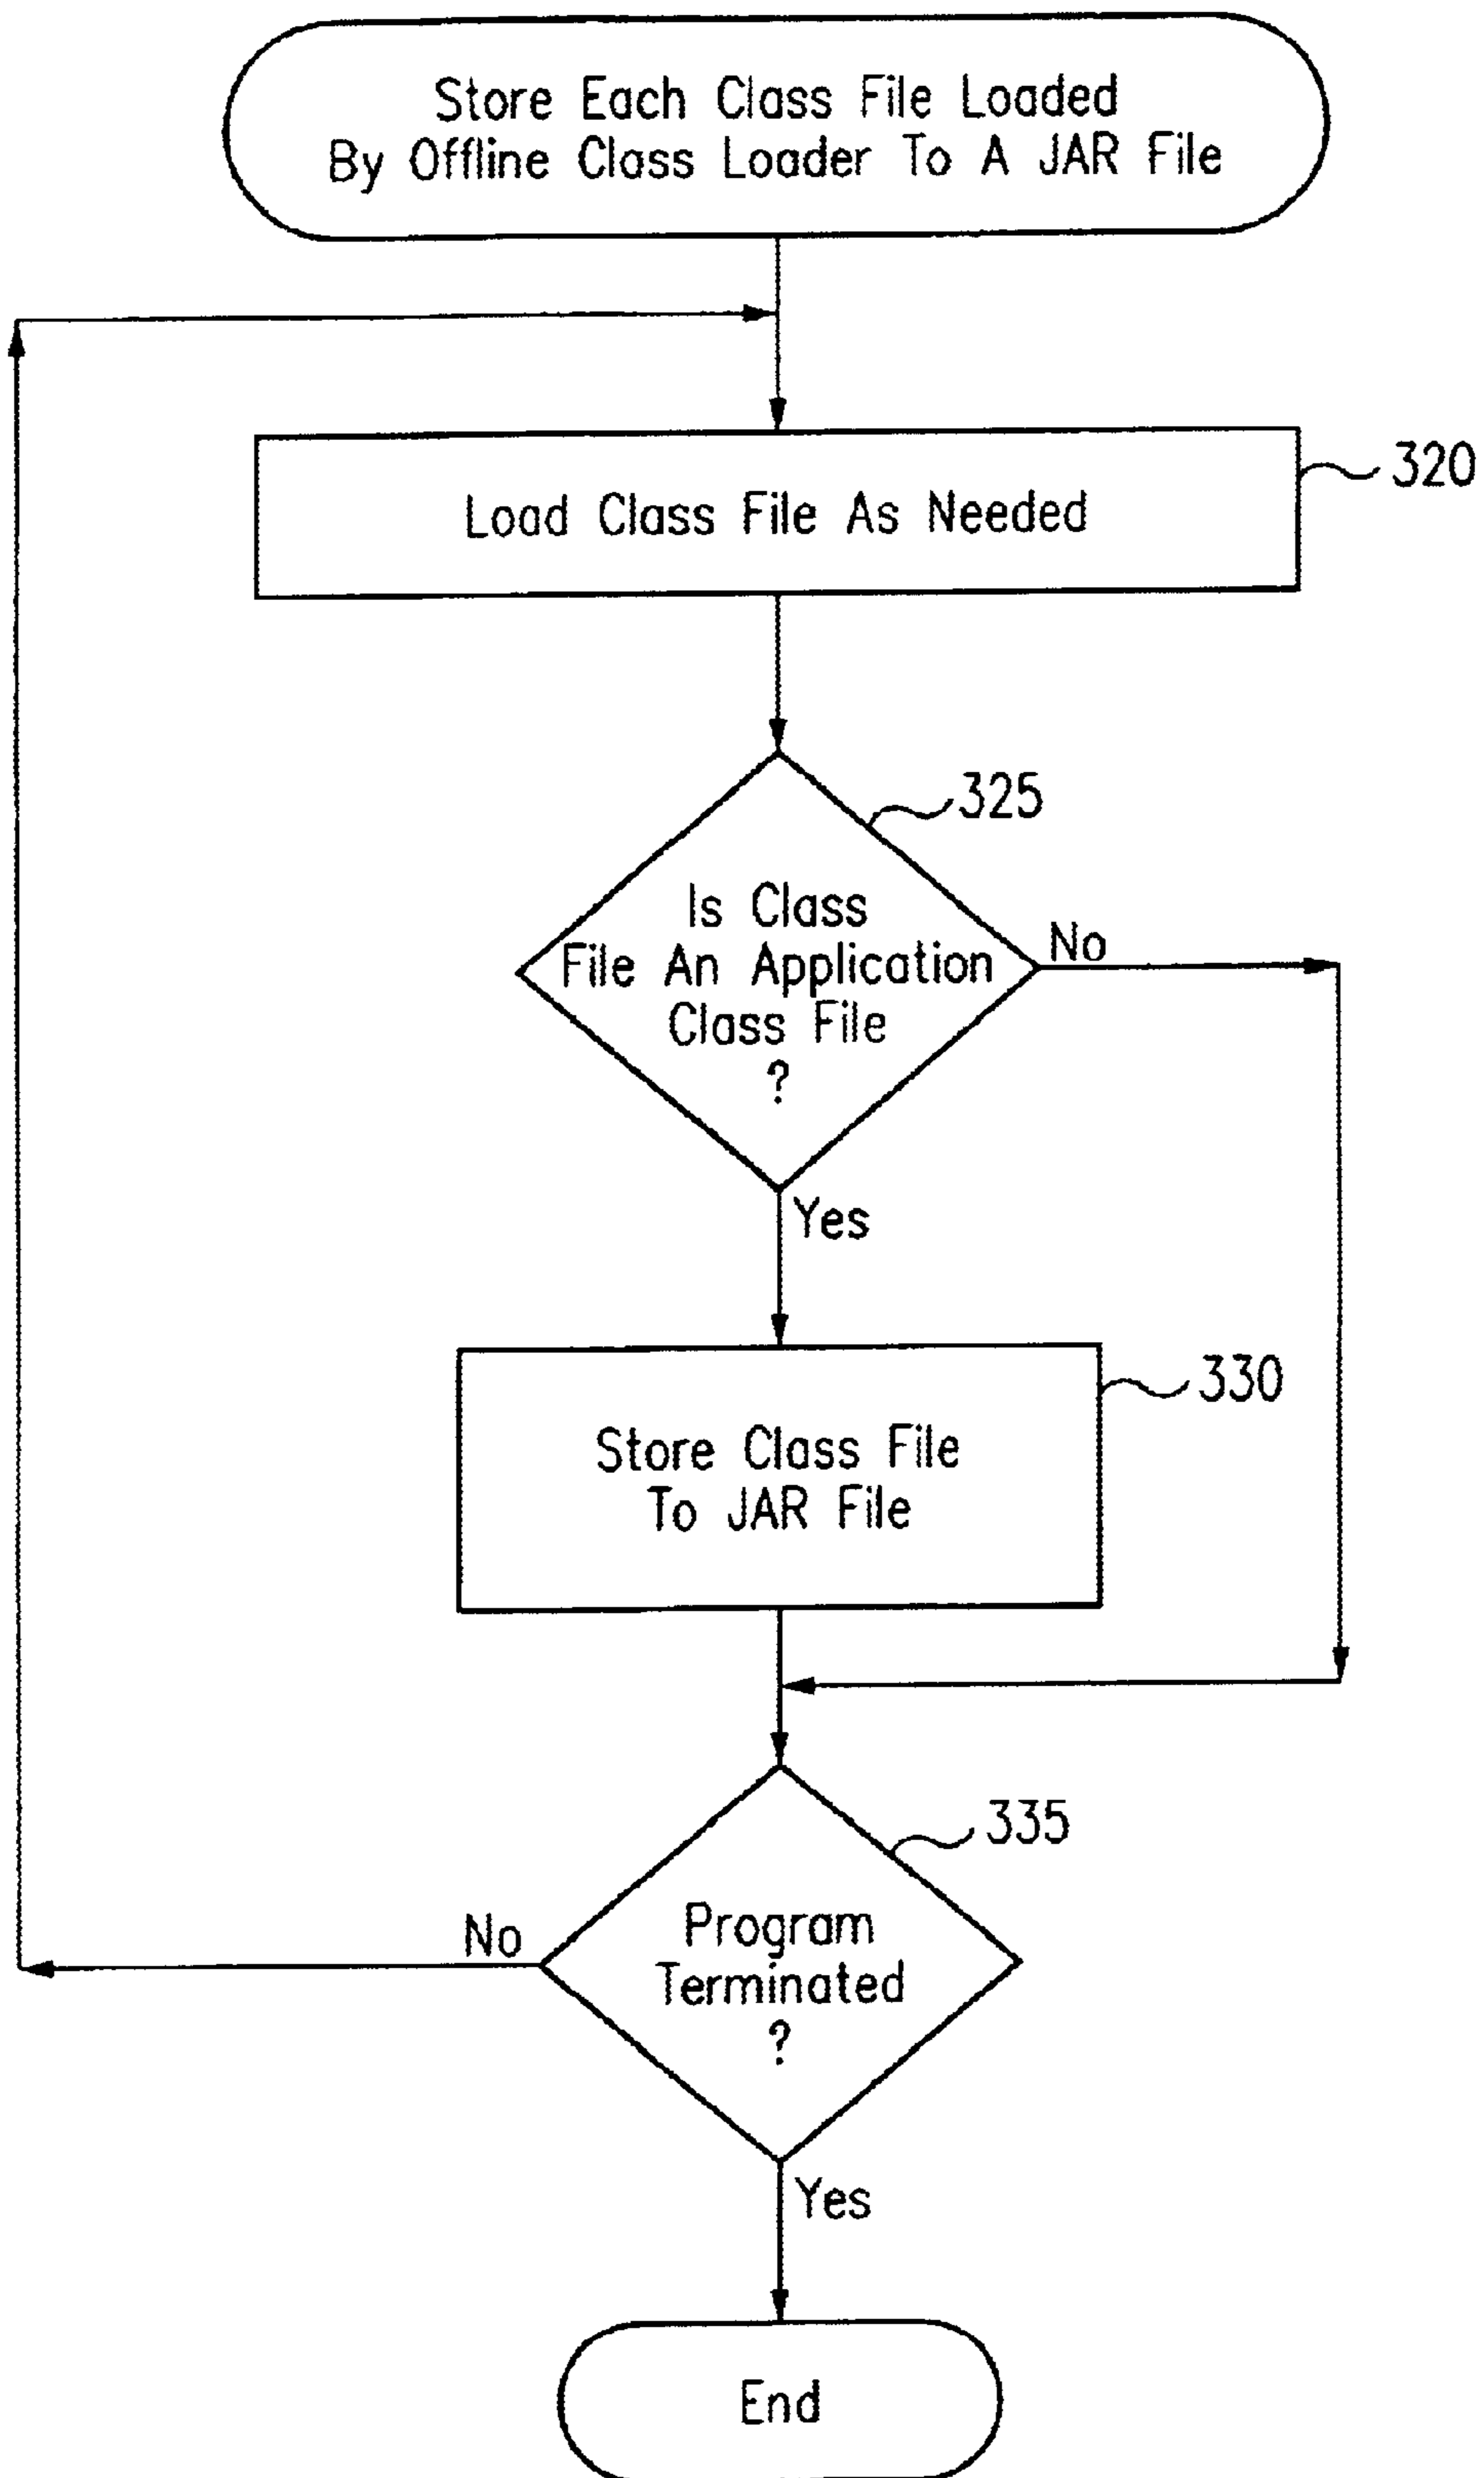 Store Each Class File Loaded
By Offline Class Loader To A JAR File
Load Class File As Needed
320
325
Is Class
File An Application
Class File
?
No
Yes
Store Class File
To JAR File
330
335
Program
Terminated
?
No
Yes
End